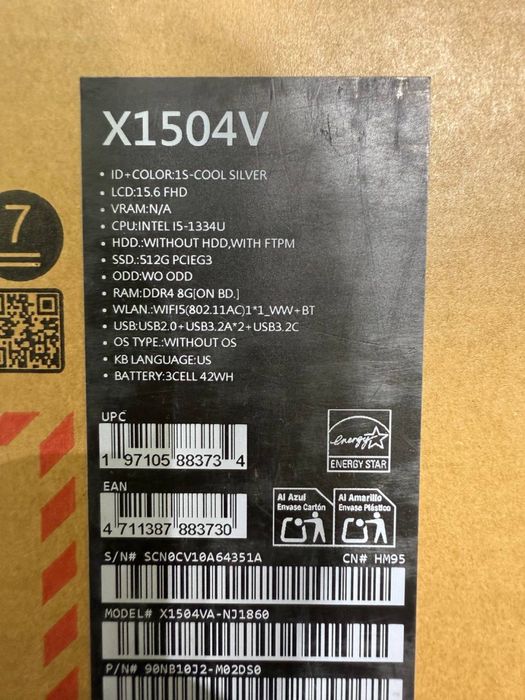 X1504V
• ID+COLOR:1S-COOL SILVER
• LCD:15.6 FHD
• VRAM:N/A
• CPU:INTEL I5-1334U
• HDD.:WITHOUT HDD,WITH FTPM
• SSD.:512G PCIEG3
• ODD:WO ODD
• RAM:DDR4 8G[ON BD.]
• WLAN.:WIFI5(802.11AC)1*1_WW+BT
• USB:USB2.0+USB3.2A*2+USB3.2C
• OS TYPE.:WITHOUT OS
• KB LANGUAGE:US
• BATTERY:3CELL 42WH
7
UPC
1 97105 88373 4
energy
ENERGY STAR
EAN
4 711387 883730
Al Azul
Envase Cartón
Al Amarillo
Envase Plástico
S/N# SCN0CV10A64351A CN# HM95
MODEL# X1504VA-NJ1860
P/N# 90NB10J2-M02DS0